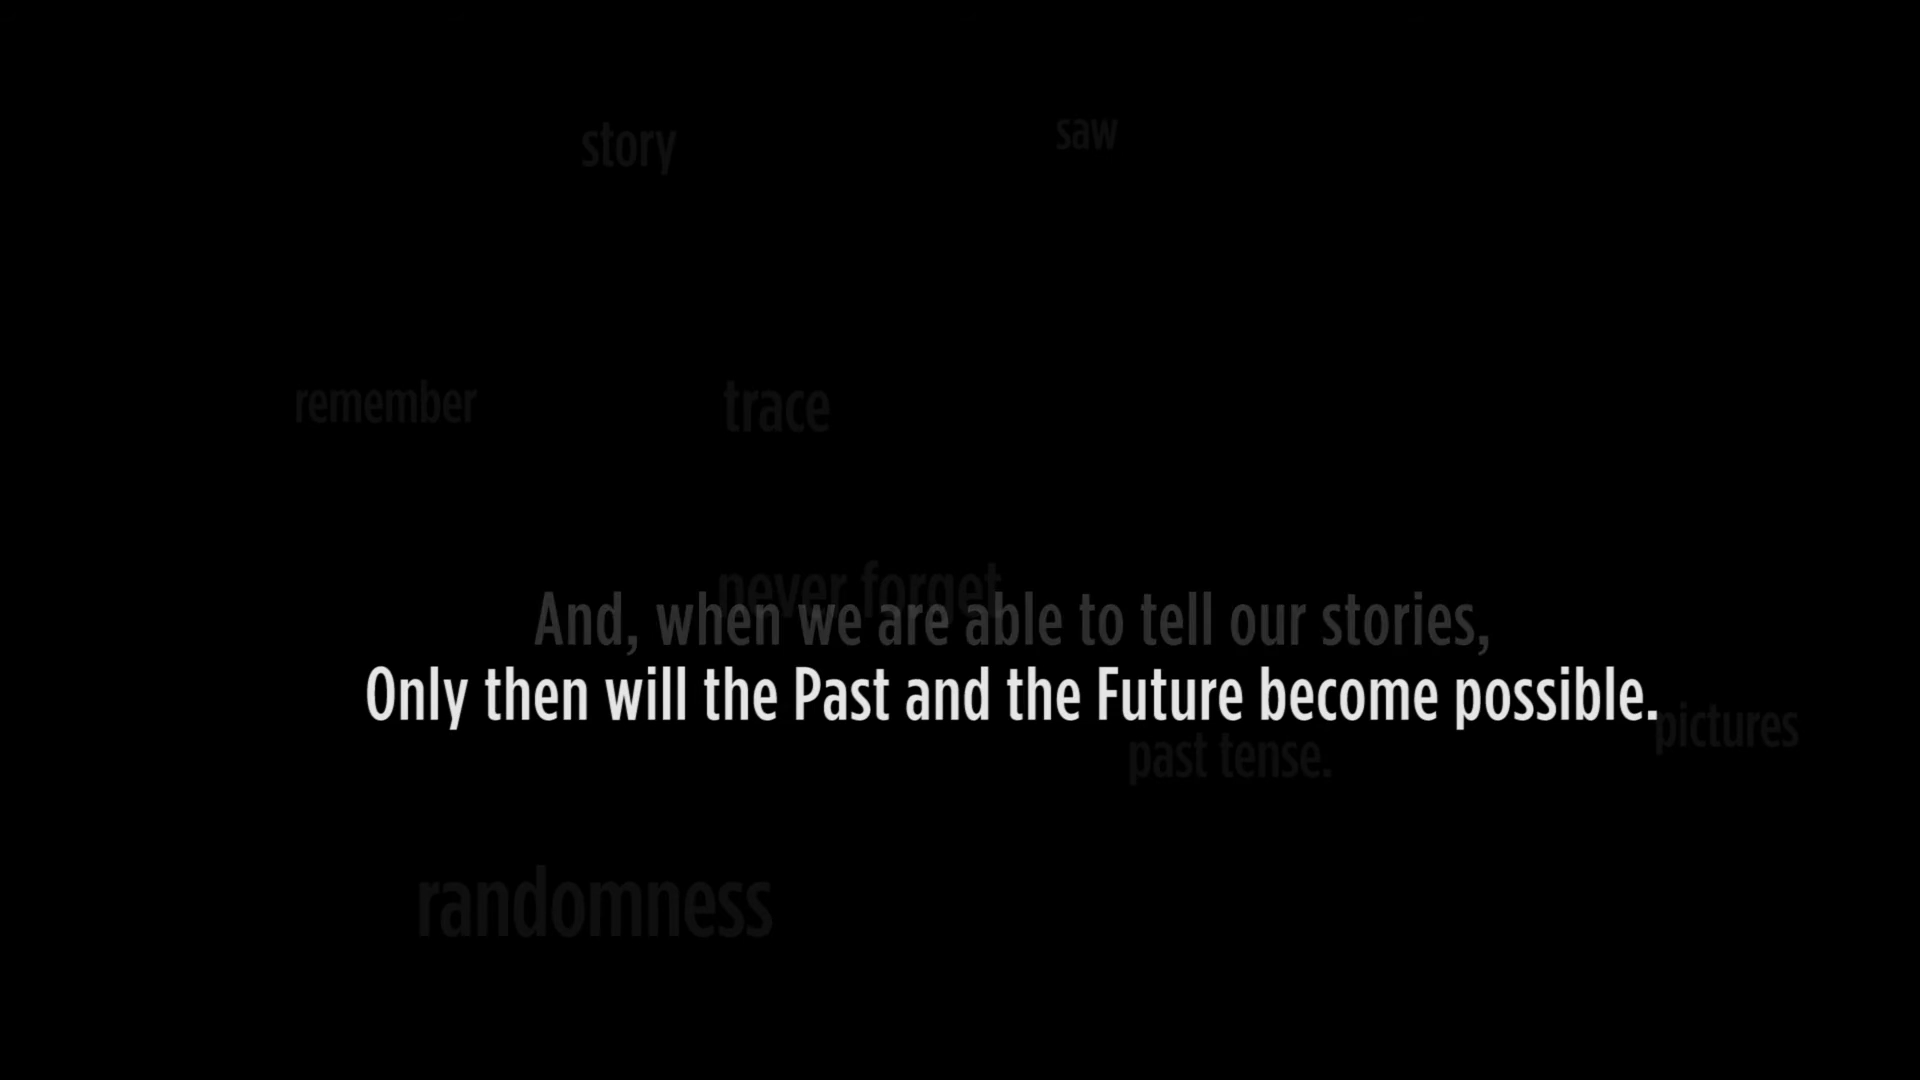 story
saw
remember
trace
never forget
And, when we are able to tell our stories,
Only then will the Past and the Future become possible.
pictures
past tense.
randomness